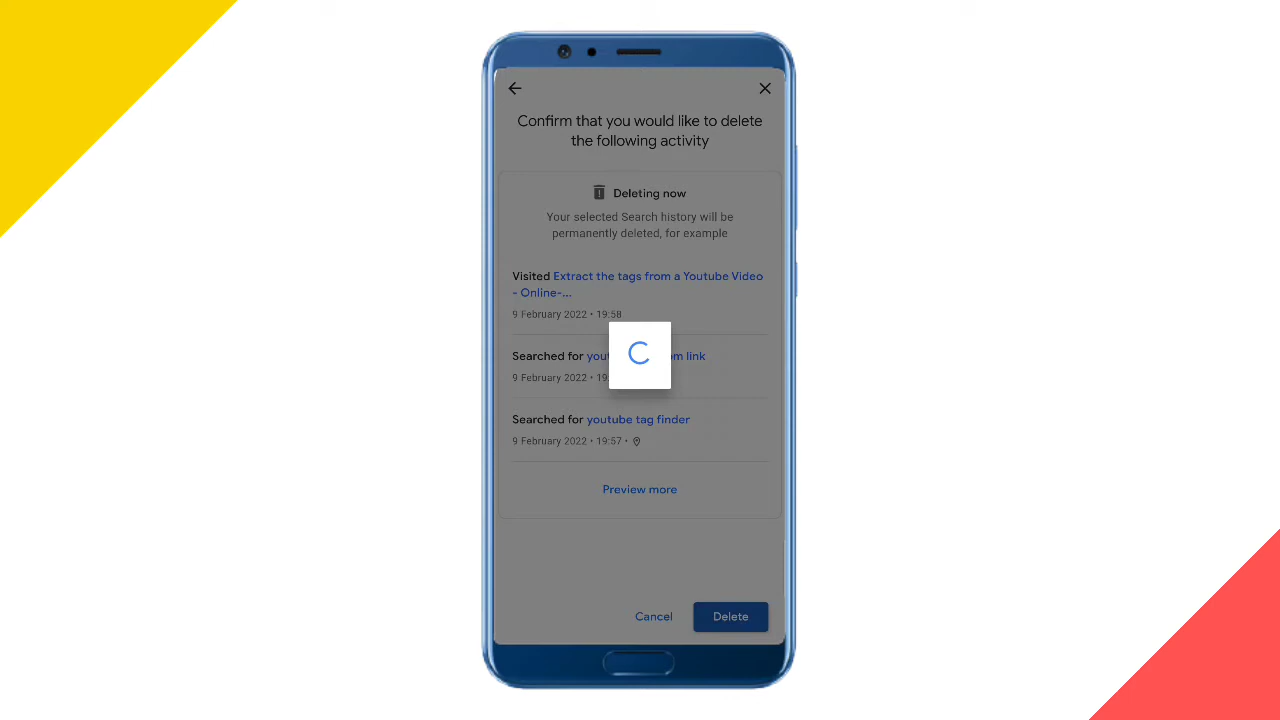 Confirm that you would like to delete
the following activity
Deleting now
Your selected Search history will be
permanently deleted, for example
Visited Extract the tags from a Youtube Video
- Online-...
9 February 2022 • 19:58
Searched for link
9 February 2022 •
Searched for youtube tag finder
9 February 2022 • 19:57 •
Preview more
Cancel
Delete